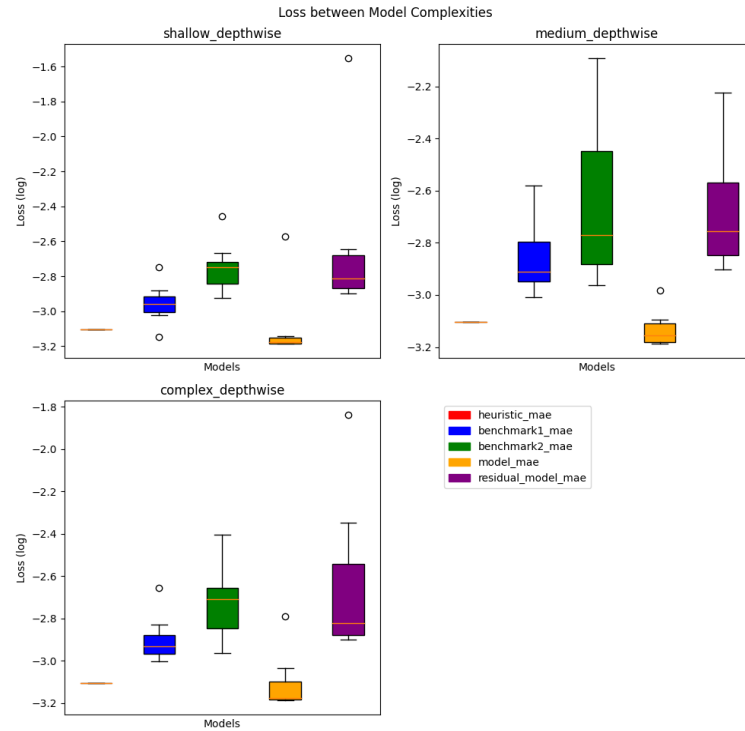 Loss between Model Complexities
shallow_depthwise
−1.6
−1.8
−2.0
−2.2
−2.4
−2.6
−2.8
−3.0
−3.2
Loss (log)
Models
medium_depthwise
−2.2
−2.4
−2.6
−2.8
−3.0
−3.2
Loss (log)
Models
complex_depthwise
−1.8
−2.0
−2.2
−2.4
−2.6
−2.8
−3.0
−3.2
Loss (log)
Models
heuristic_mae
benchmark1_mae
benchmark2_mae
model_mae
residual_model_mae